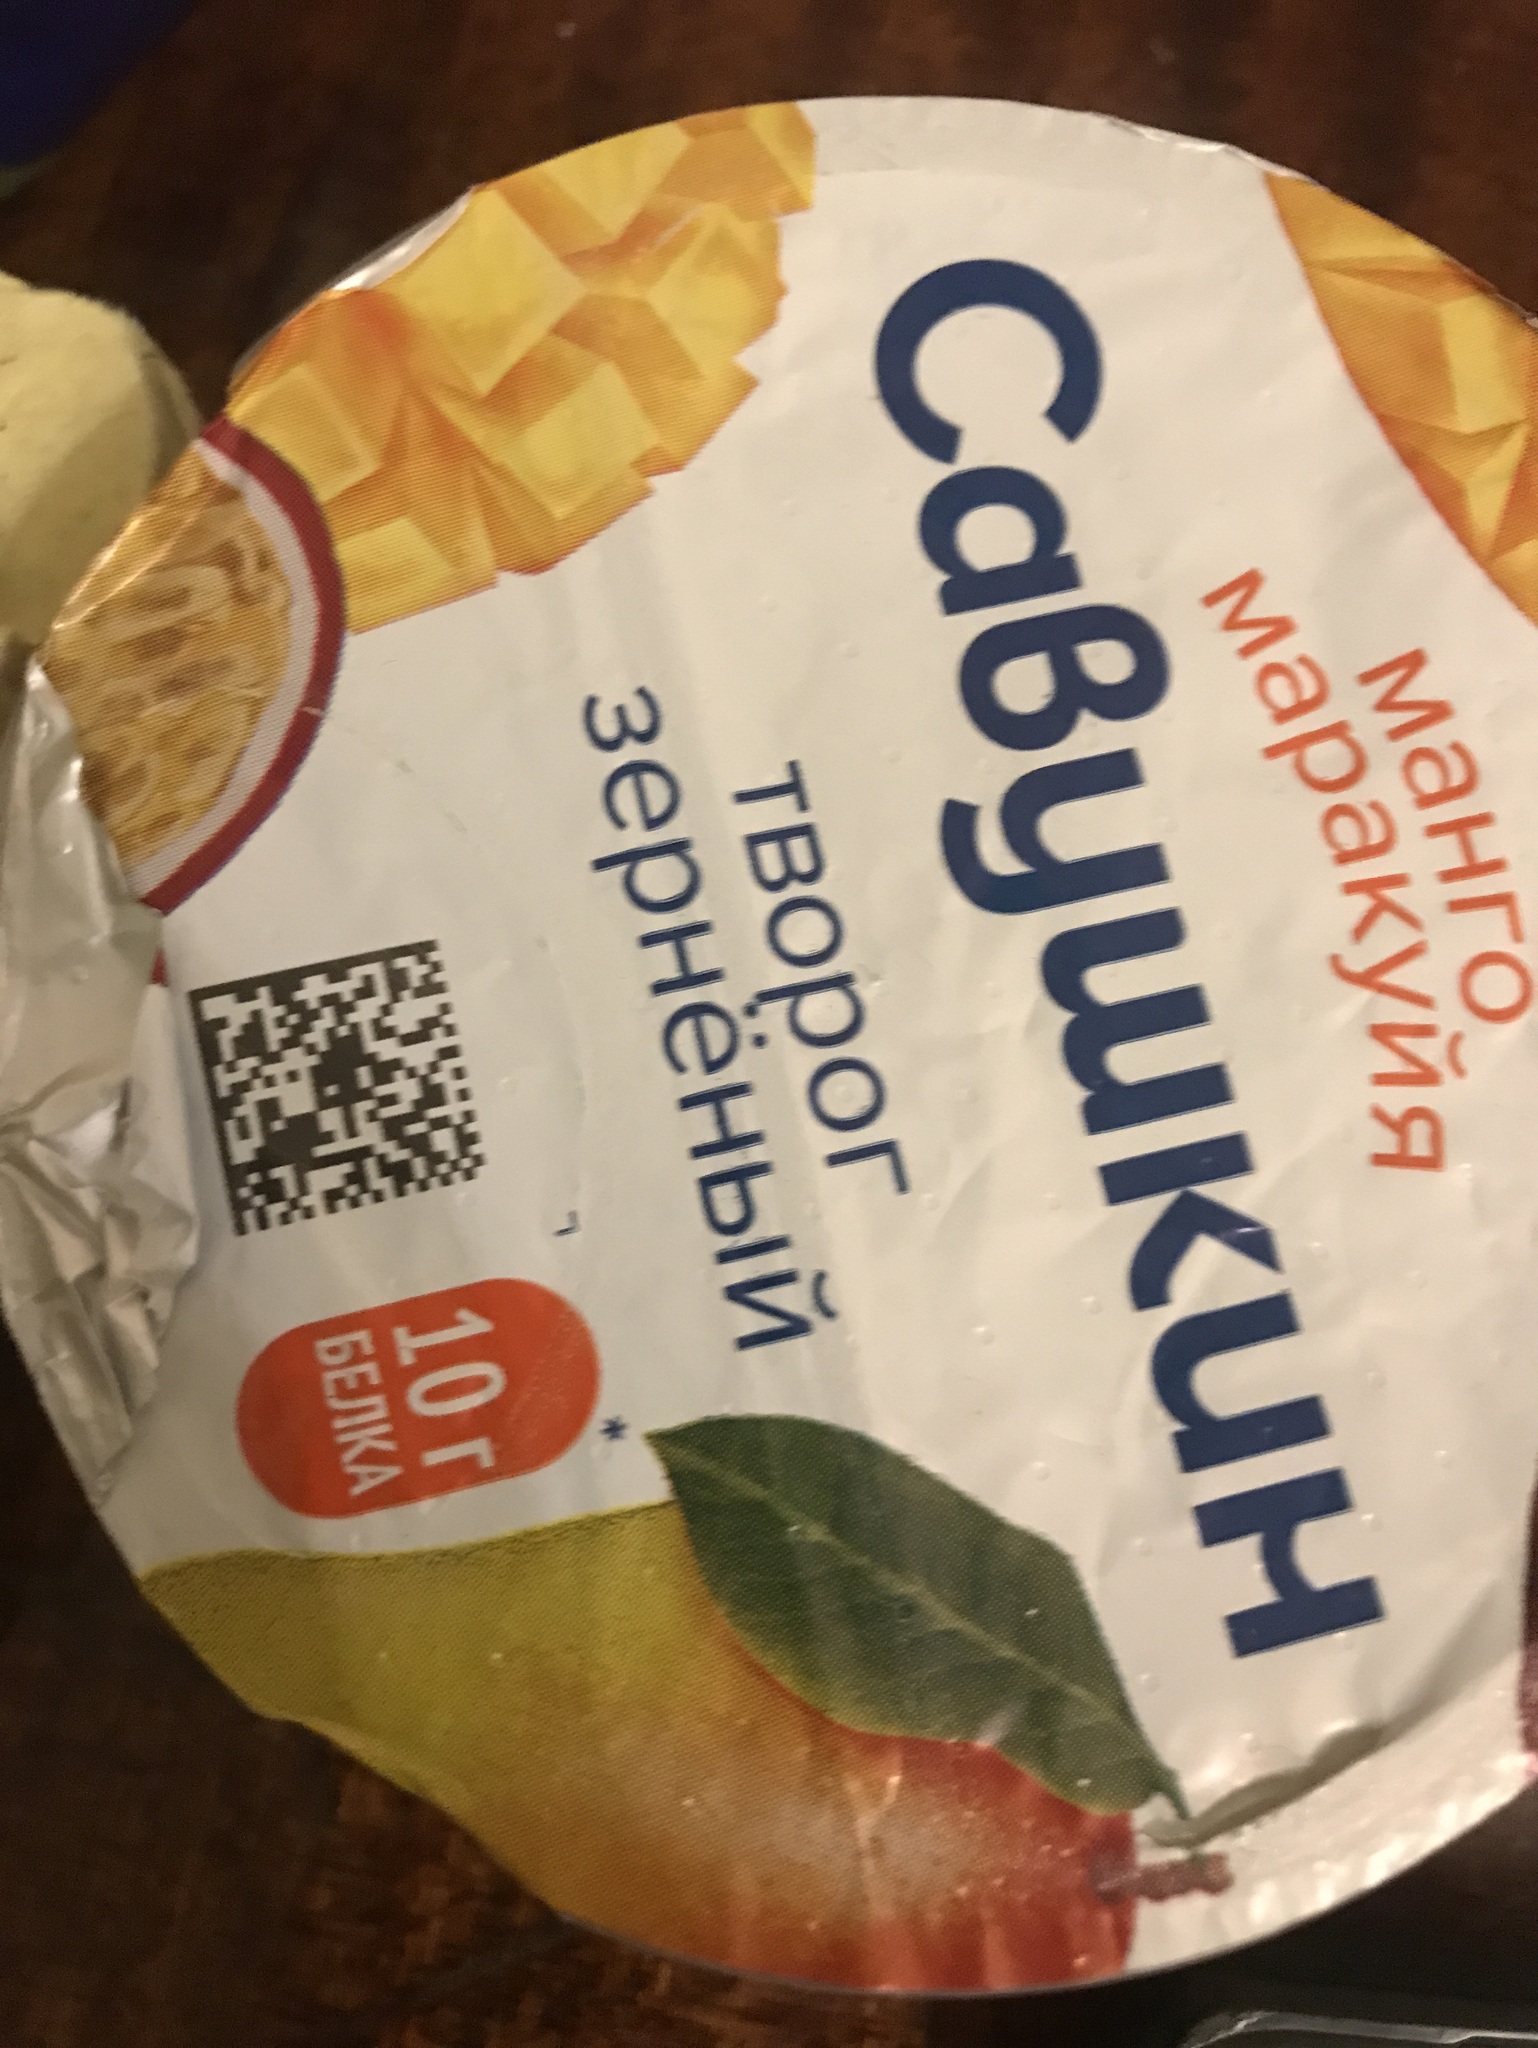 манго
маракуйя
Савушкин
творог
зернёный
10 г
БЕЛКА
*